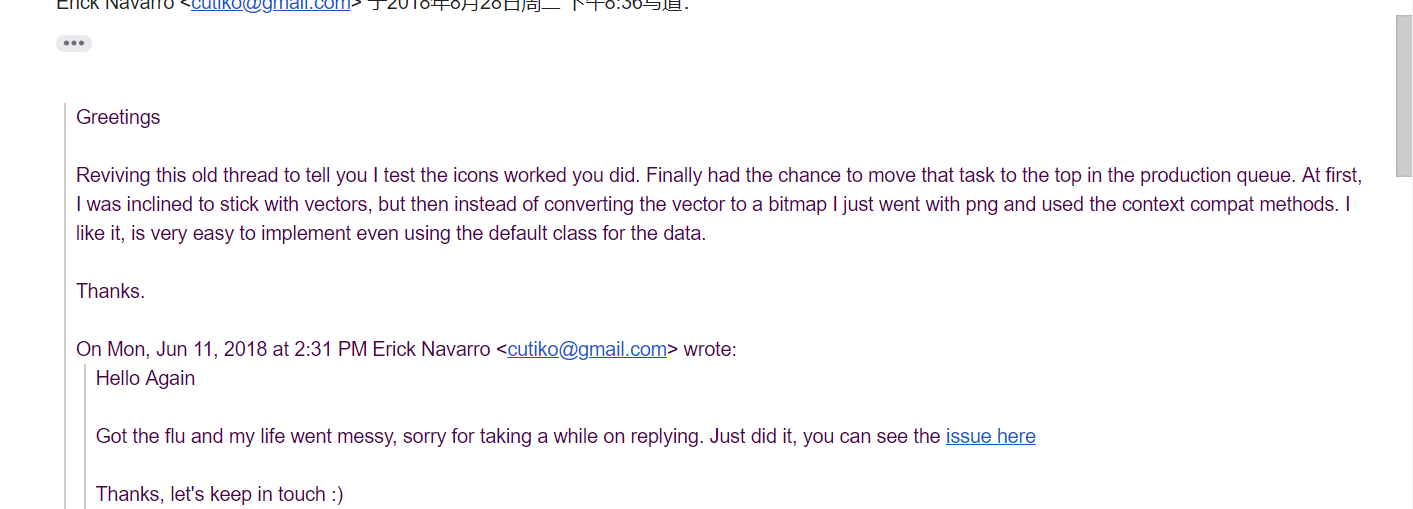 Erick Navarro <cutiko@gmail.com> 于2018年8月28日周二 下午8:36写道：
Greetings
Reviving this old thread to tell you I test the icons worked you did. Finally had the chance to move that task to the top in the production queue. At first,
I was inclined to stick with vectors, but then instead of converting the vector to a bitmap I just went with png and used the context compat methods. I
like it, is very easy to implement even using the default class for the data.
Thanks.
On Mon, Jun 11, 2018 at 2:31 PM Erick Navarro <cutiko@gmail.com> wrote:
Hello Again
Got the flu and my life went messy, sorry for taking a while on replying. Just did it, you can see the issue here
Thanks, let's keep in touch :)